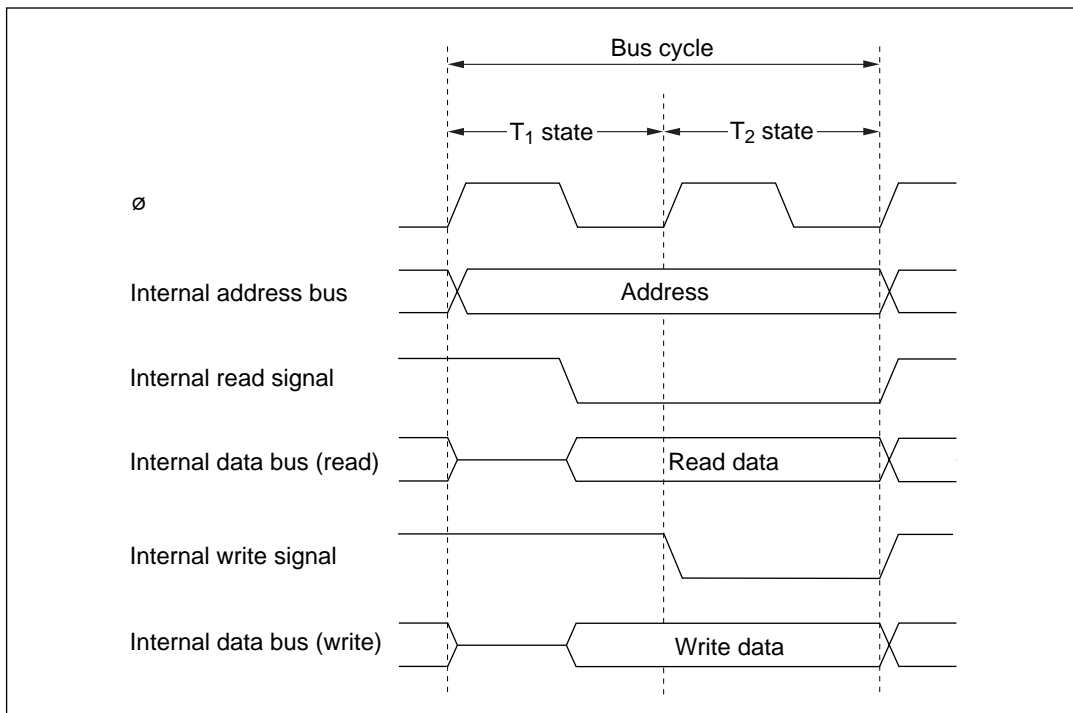 Bus cycle
T1 state
T2 state
ø
Internal address bus
Address
Internal read signal
Internal data bus (read)
Read data
Internal write signal
Internal data bus (write)
Write data